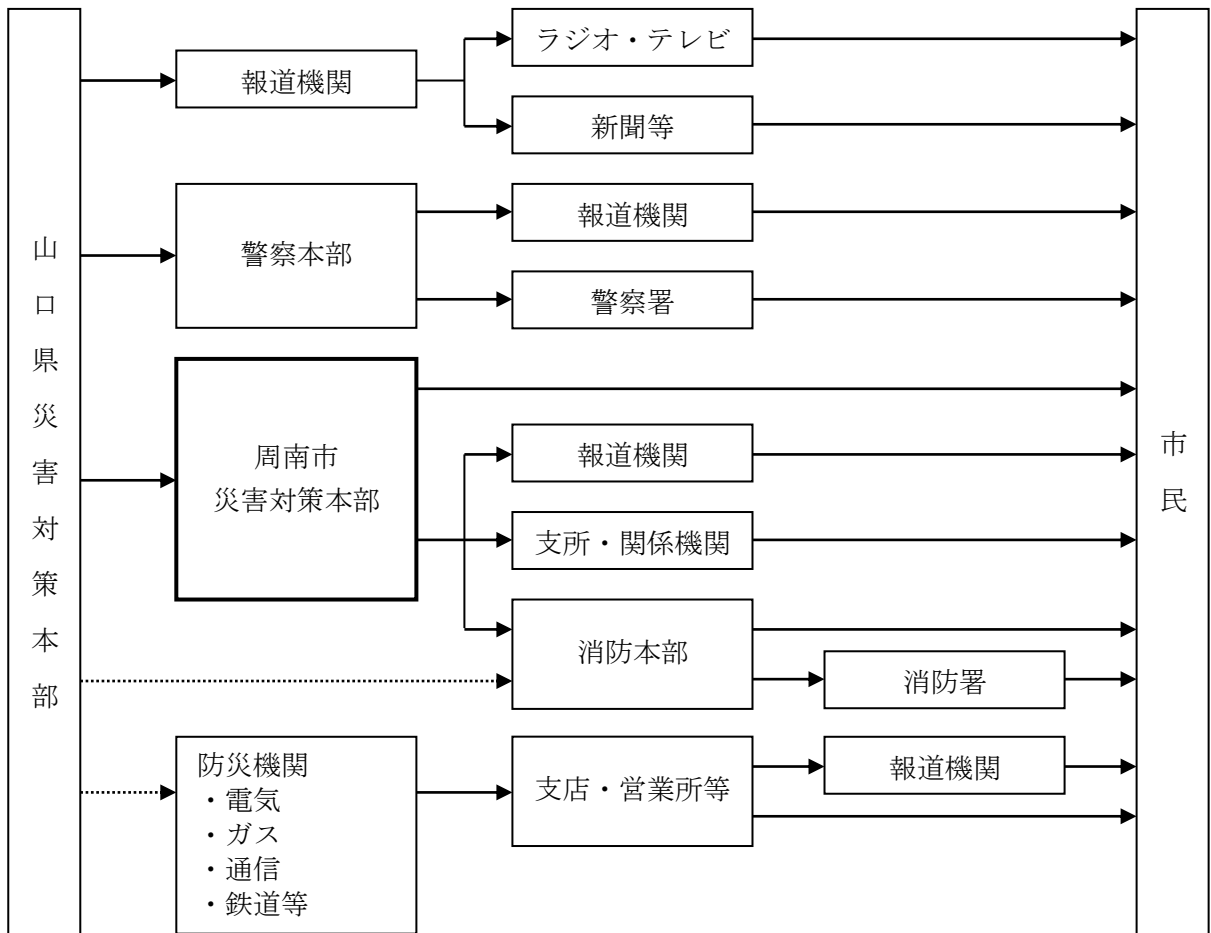 山口県災害対策本部
報道機関
ラジオ・テレビ
新聞等
警察本部
報道機関
警察署
周南市
災害対策本部
報道機関
支所・関係機関
消防本部
消防署
防災機関
・電気
・ガス
・通信
・鉄道等
支店・営業所等
報道機関
市民